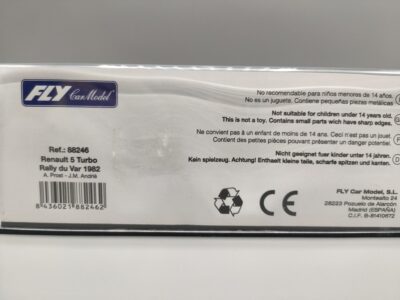 FLY Car Model
No recomendable para niños menores de 14 años.
No es un juguete. Contiene pequeñas piezas metálicas
Not suitable for children under 14 years old.
This is not a toy. Contains small parts wich have sharp edges.
Ne convient pas à un enfant de moins de 14 ans. Ceci n'est pas un jouet.
Contient des petites pièces pouvant présenter un danger potentiel.
Nicht geeignet fuer kinder unter 14 jahren.
Kein spielzeug. Achtung! Enthaelt kleine teile, scharfe spitzen und kanten.
Ref.: 88246
Renault 5 Turbo
Rally du Var 1982
A. Prost - J.M. Andrié
8 436021 882462
CE
FLY Car Model, S.L.
Montealto 24
28223 Pozuelo de Alarcón
Madrid (ESPAÑA)
C.I.F. B-81410672